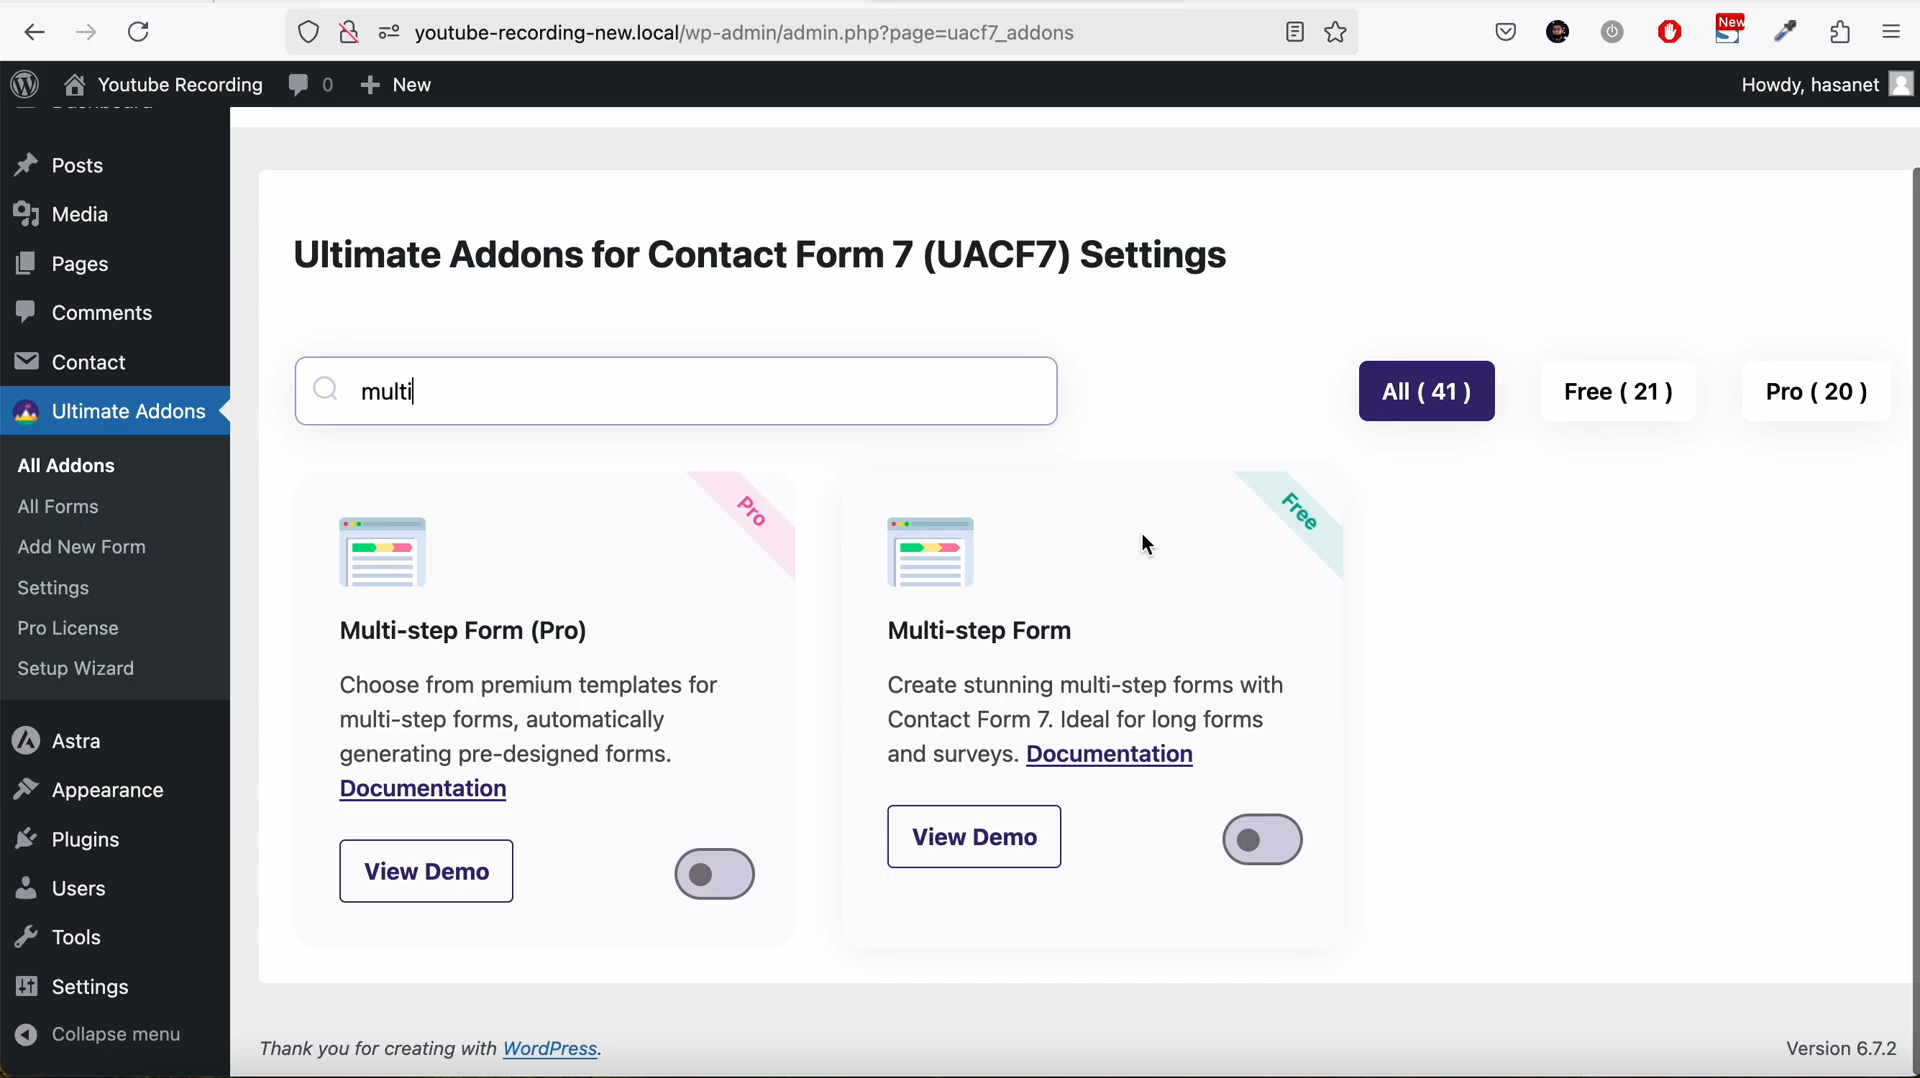 youtube-recording-new.local/wp-admin/admin.php?page=uacf7_addons
New
Youtube Recording
0
New
Howdy, hasanet
Posts
Media
Pages
Comments
Contact
Ultimate Addons
All Addons
All Forms
Add New Form
Settings
Pro License
Setup Wizard
Astra
Appearance
Plugins
Users
Tools
Settings
Collapse menu
Ultimate Addons for Contact Form 7 (UACF7) Settings
multi
All ( 41 )
Free ( 21 )
Pro ( 20 )
Pro
Multi-step Form (Pro)
Choose from premium templates for
multi-step forms, automatically
generating pre-designed forms.
Documentation
View Demo
Free
Multi-step Form
Create stunning multi-step forms with
Contact Form 7. Ideal for long forms
and surveys. Documentation
View Demo
Thank you for creating with WordPress.
Version 6.7.2